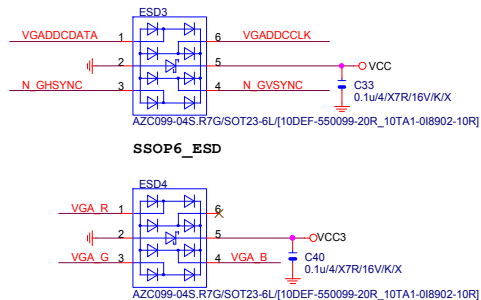 ESD3
VGADDCDATA 1 6 VGADDCCLK
2 5 VCC
N_GHSYNC 3 4 N_GVSYNC
C33
0.1u/4/X7R/16V/K/X
AZC099-04S.R7G/SOT23-6L/[10DEF-550099-20R_10TA1-0I8902-10R]
SSOP6_ESD
ESD4
VGA_R 1 6
2 5 VCC3
VGA_G 3 4 VGA_B
C40
0.1u/4/X7R/16V/K/X
AZC099-04S.R7G/SOT23-6L/[10DEF-550099-20R_10TA1-0I8902-10R]